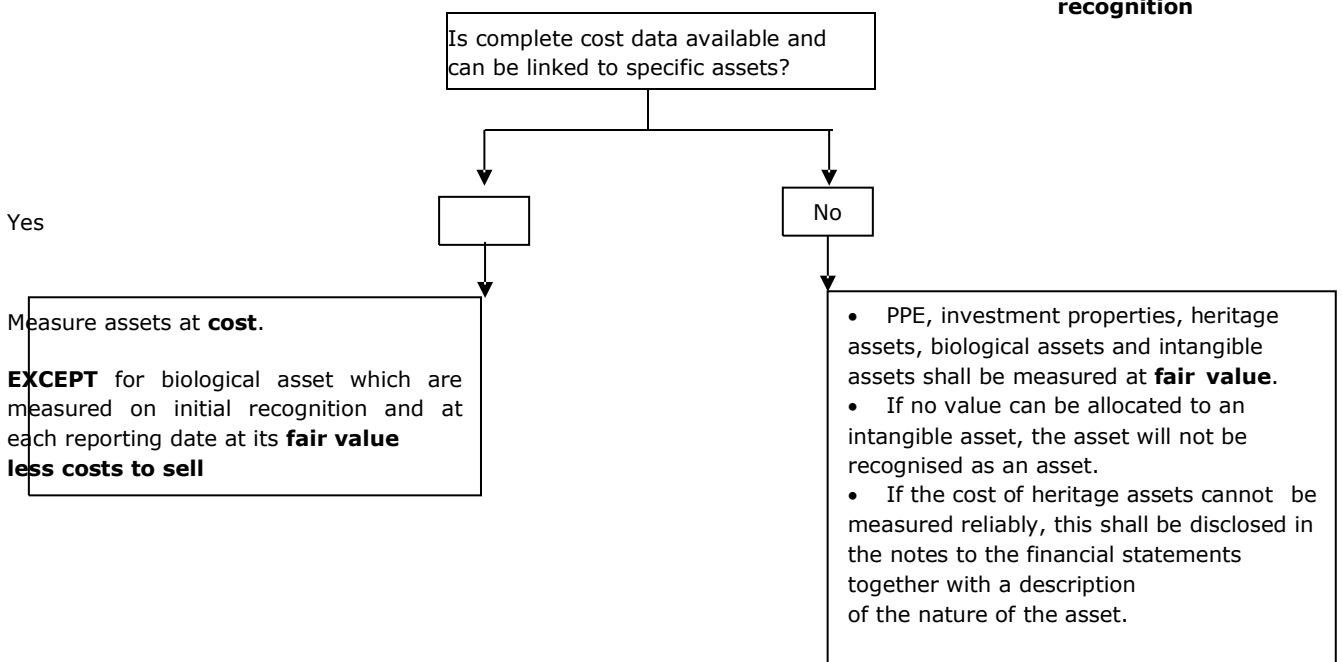 recognition
Is complete cost data available and
can be linked to specific assets?
Yes
No
Measure assets at cost.
EXCEPT for biological asset which are
measured on initial recognition and at
each reporting date at its fair value
less costs to sell
• PPE, investment properties, heritage
assets, biological assets and intangible
assets shall be measured at fair value.
• If no value can be allocated to an
intangible asset, the asset will not be
recognised as an asset.
• If the cost of heritage assets cannot be
measured reliably, this shall be disclosed in
the notes to the financial statements
together with a description
of the nature of the asset.